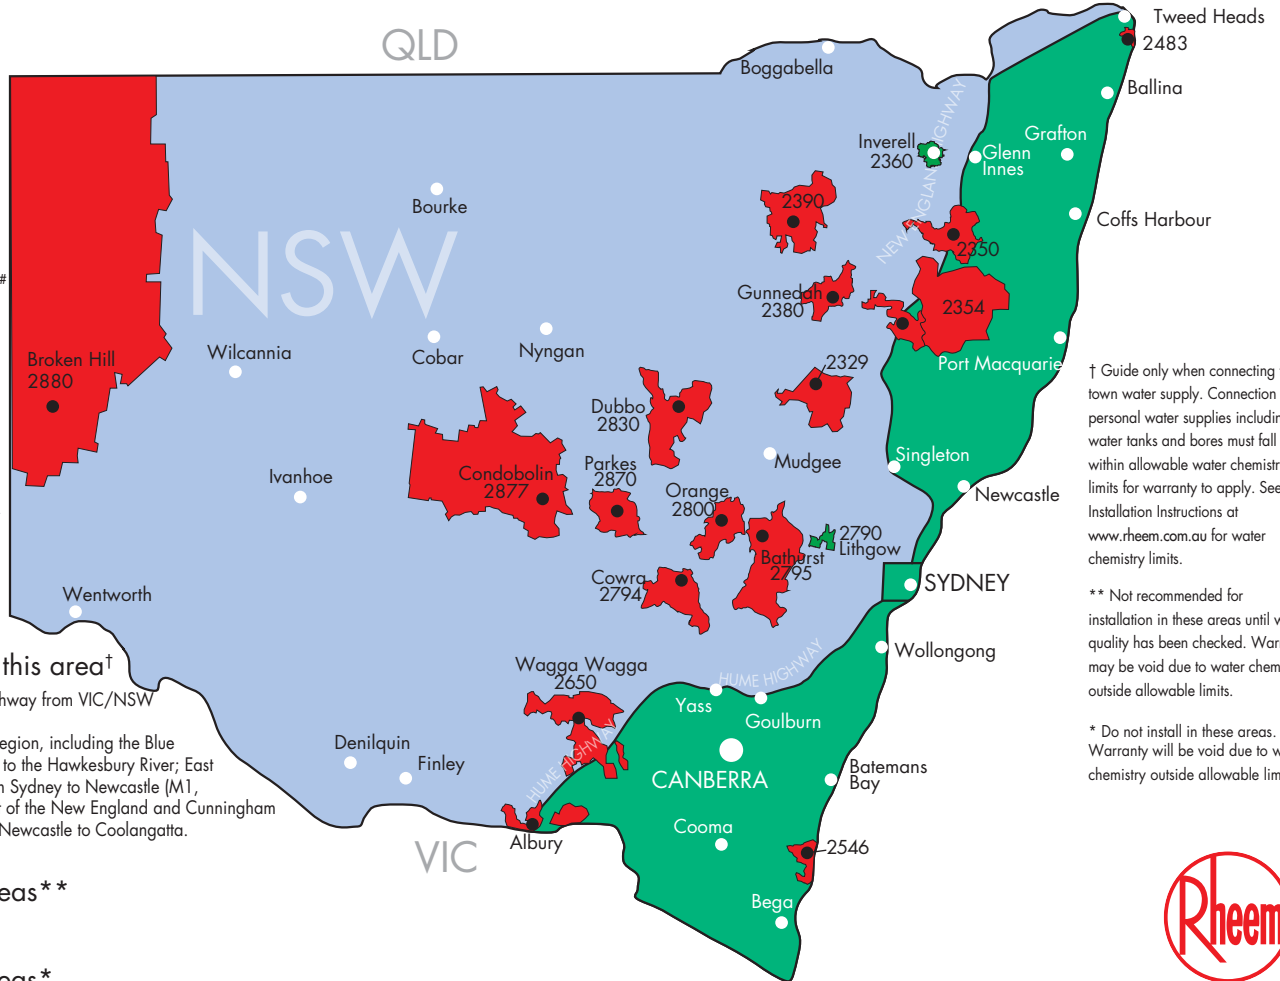 QLD
Tweed Heads
2483
Boggabella
Ballina
NEW ENGLAND HIGHWAY
Inverell
2360
Grafton
Glenn
Innes
Bourke
2390
Coffs Harbour
NSW
2350
#
Gunnedah
2380
2354
Broken Hill
2880
Wilcannia
Cobar
Nyngan
2329
Port Macquarie
Dubbo
2830
Ivanhoe
Condobolin
2877
Parkes
2870
Mudgee
Singleton
Orange
2800
Newcastle
2790
Lithgow
Bathurst
2795
Cowra
2794
SYDNEY
Wentworth
Wollongong
Wagga Wagga
2650
HUME HIGHWAY
Yass
Goulburn
HUME HIGHWAY
Denilquin
Finley
CANBERRA
Batemans
Bay
Cooma
Albury
VIC
2546
Bega
this area†
hway from VIC/NSW
egion, including the Blue
to the Hawkesbury River; East
n Sydney to Newcastle (M1,
t of the New England and Cunningham
Newcastle to Coolangatta.
eas**
eas*
† Guide only when connecting
town water supply. Connection
personal water supplies includin
water tanks and bores must fall
within allowable water chemistr
limits for warranty to apply. See
Installation Instructions at
www.rheem.com.au for water
chemistry limits.
** Not recommended for
installation in these areas until w
quality has been checked. Warr
may be void due to water chem
outside allowable limits.
* Do not install in these areas.
Warranty will be void due to w
chemistry outside allowable lim
Rheem